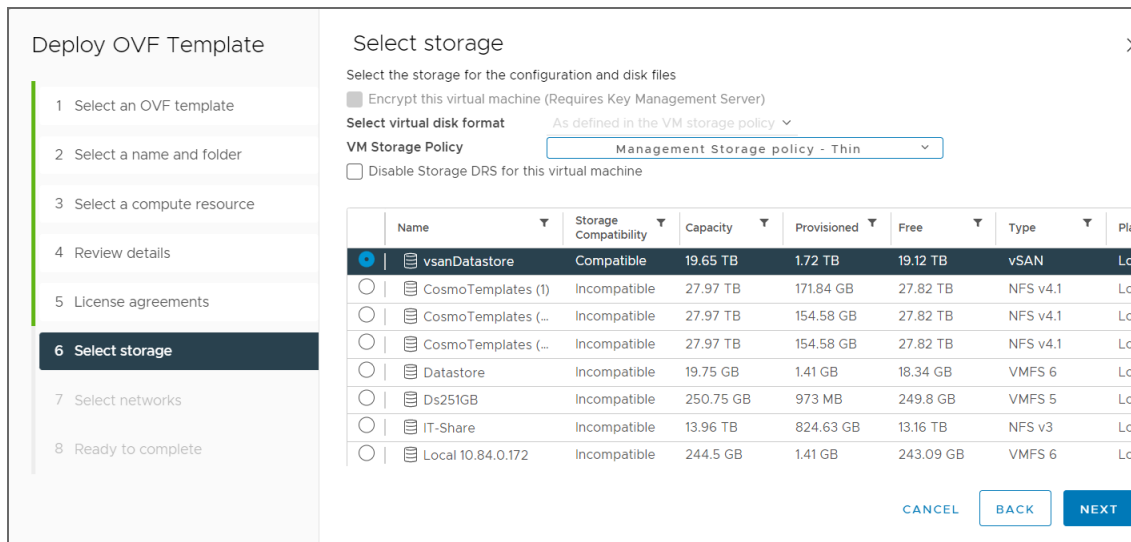 Deploy OVF Template
1 Select an OVF template
2 Select a name and folder
3 Select a compute resource
4 Review details
5 License agreements
6 Select storage
7 Select networks
8 Ready to complete
Select storage
Select the storage for the configuration and disk files
Encrypt this virtual machine (Requires Key Management Server)
Select virtual disk format As defined in the VM storage policy
VM Storage Policy Management Storage policy - Thin
Disable Storage DRS for this virtual machine
Name Storage Compatibility Capacity Provisioned Free Type Pla
vsanDatastore Compatible 19.65 TB 1.72 TB 19.12 TB vSAN Lo
CosmoTemplates (1) Incompatible 27.97 TB 171.84 GB 27.82 TB NFS v4.1 Lo
CosmoTemplates (... Incompatible 27.97 TB 154.58 GB 27.82 TB NFS v4.1 Lo
CosmoTemplates (... Incompatible 27.97 TB 154.58 GB 27.82 TB NFS v4.1 Lo
Datastore Incompatible 19.75 GB 1.41 GB 18.34 GB VMFS 6 Lo
Ds251GB Incompatible 250.75 GB 973 MB 249.8 GB VMFS 5 Lo
IT-Share Incompatible 13.96 TB 824.63 GB 13.16 TB NFS v3 Lo
Local 10.84.0.172 Incompatible 244.5 GB 1.41 GB 243.09 GB VMFS 6 Lo
CANCEL BACK NEXT